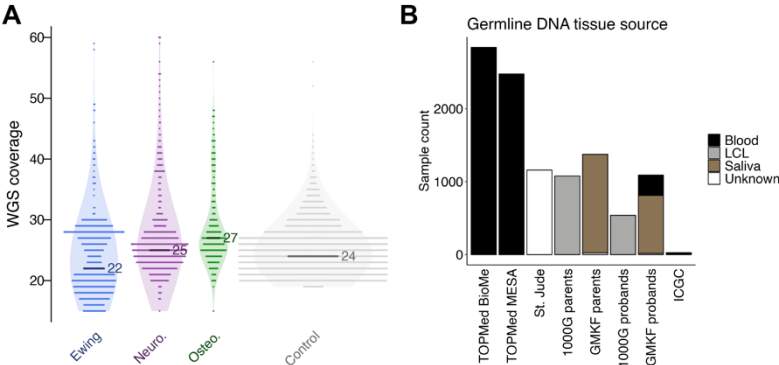 A
WGS coverage
60
50
40
30
20
22
25
27
24
Ewing
Neuro.
Osteo.
Control
B
Germline DNA tissue source
Sample count
2000
1000
0
Blood
LCL
Saliva
Unknown
TOPMed BioMe
TOPMed MESA
St. Jude
1000G parents
GMKF parents
1000G probands
GMKF probands
ICGC